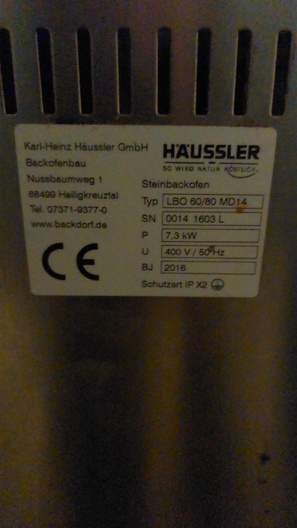 Karl-Heinz Häussler GmbH
Backofenbau
Nussbaumweg 1
88499 Heiligkreuztal
Tel. 07371-9377-0
www.backdorf.de
CE
HÄUSSLER
SO WIRD NATUR KÖSTLICH.
Steinbackofen
Typ LBO 60/80 MD14
SN 0014 1603 L
P 7,3 kW
U 400 V / 50 Hz
BJ 2016
Schutzart IP X2